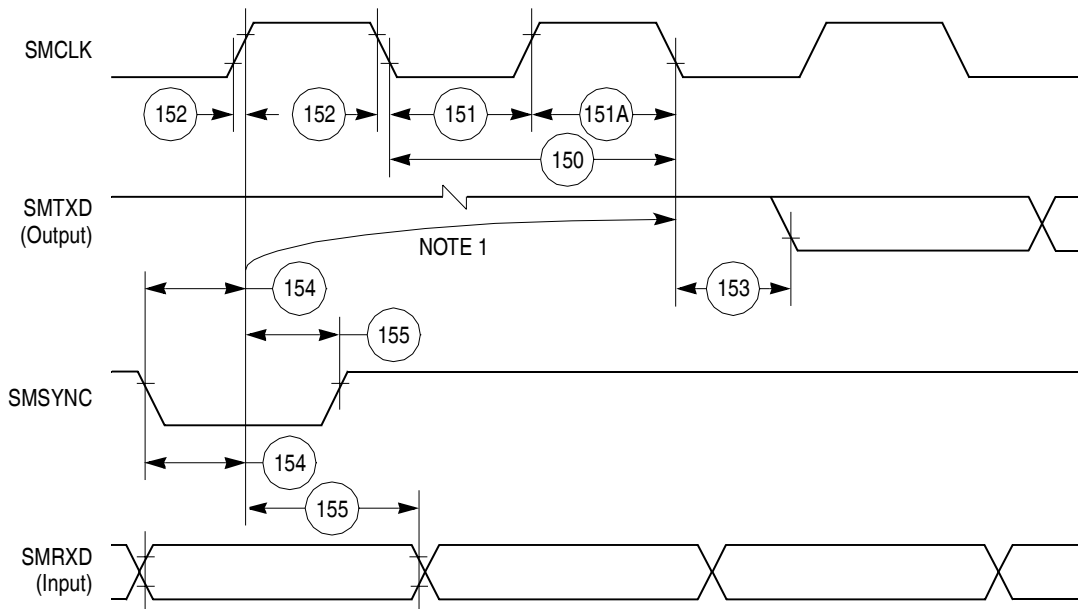 SMCLK
152
152
151
151A
150
SMTXD
(Output)
NOTE 1
154
153
155
SMSYNC
154
155
SMRXD
(Input)